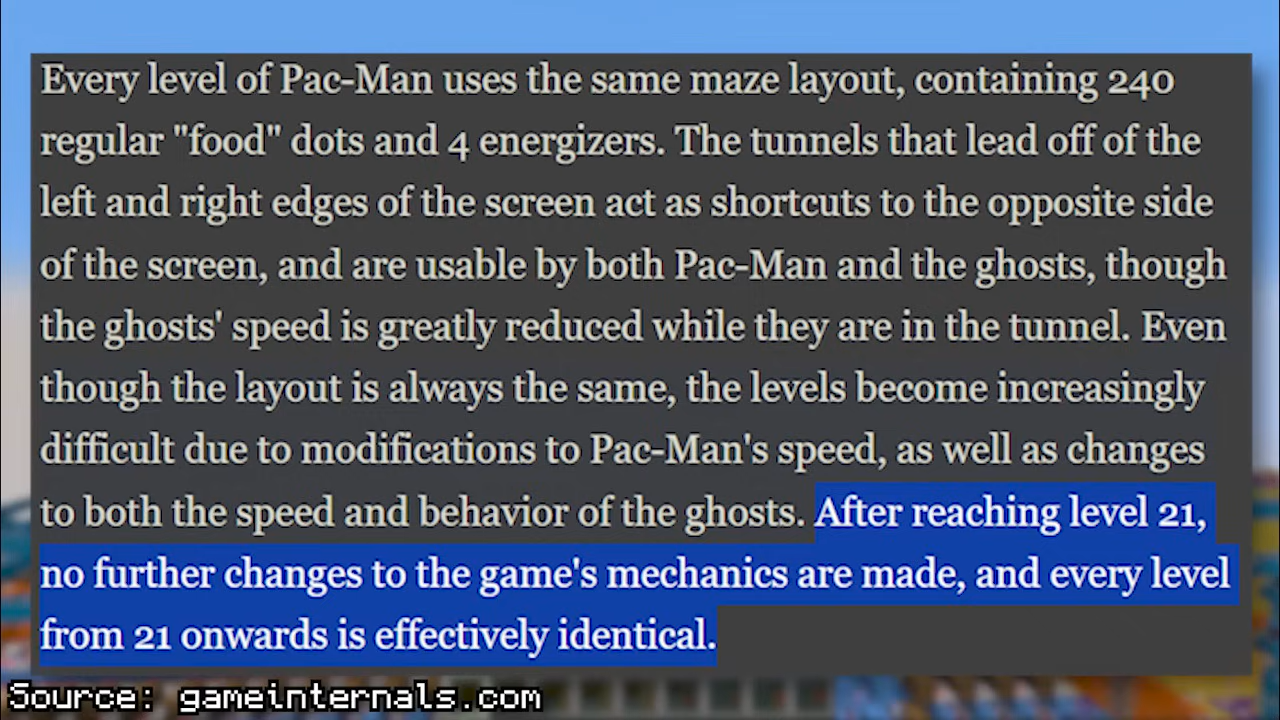 Every level of Pac-Man uses the same maze layout, containing 240
regular "food" dots and 4 energizers. The tunnels that lead off of the
left and right edges of the screen act as shortcuts to the opposite side
of the screen, and are usable by both Pac-Man and the ghosts, though
the ghosts' speed is greatly reduced while they are in the tunnel. Even
though the layout is always the same, the levels become increasingly
difficult due to modifications to Pac-Man's speed, as well as changes
to both the speed and behavior of the ghosts. After reaching level 21,
no further changes to the game's mechanics are made, and every level
from 21 onwards is effectively identical.
Source: gameinternals.com